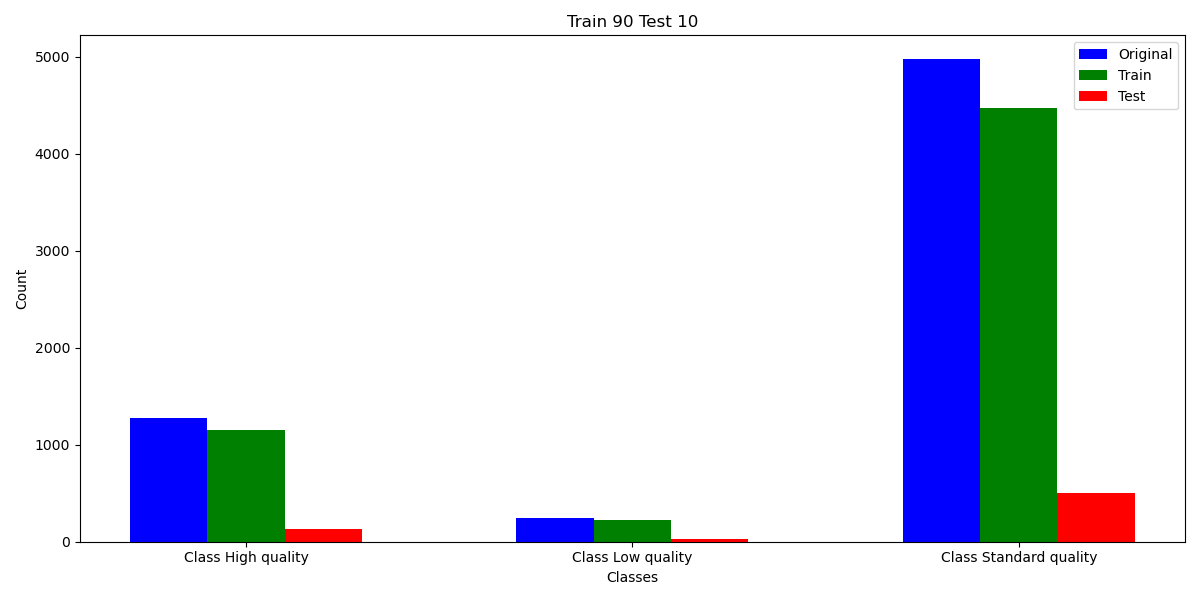 Train 90 Test 10
Original
Train
Test
5000
4000
3000
2000
1000
0
Count
Class High quality
Class Low quality
Class Standard quality
Classes